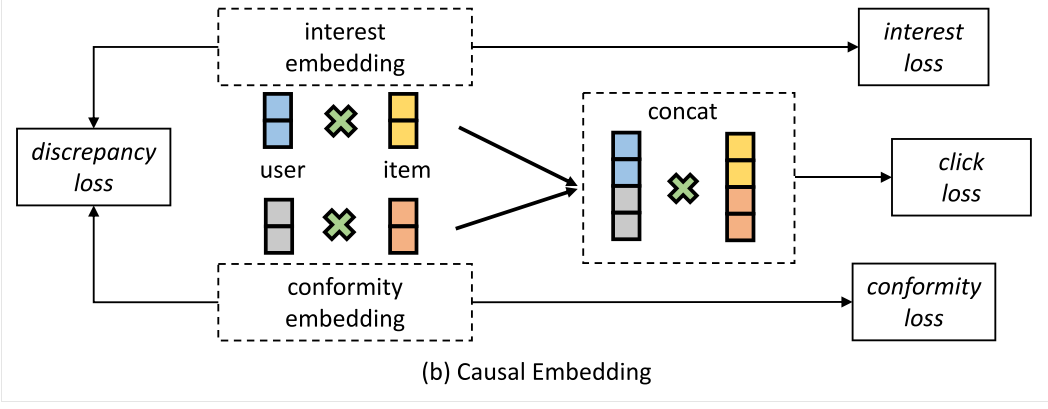 interest
embedding
interest
loss
discrepancy
loss
user
item
concat
click
loss
conformity
embedding
conformity
loss
(b) Causal Embedding